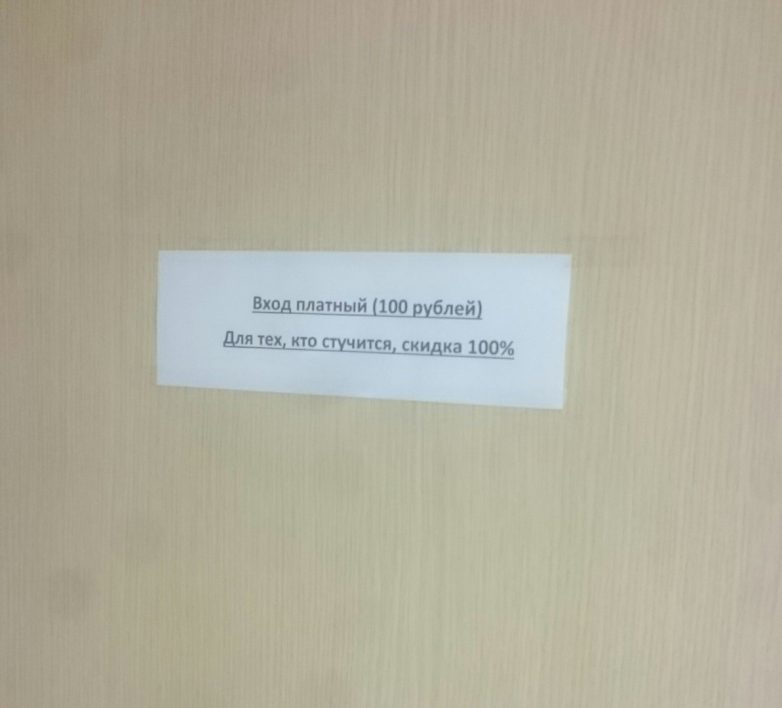 Вход платный (100 рублей)
Для тех, кто стучится, скидка 100%